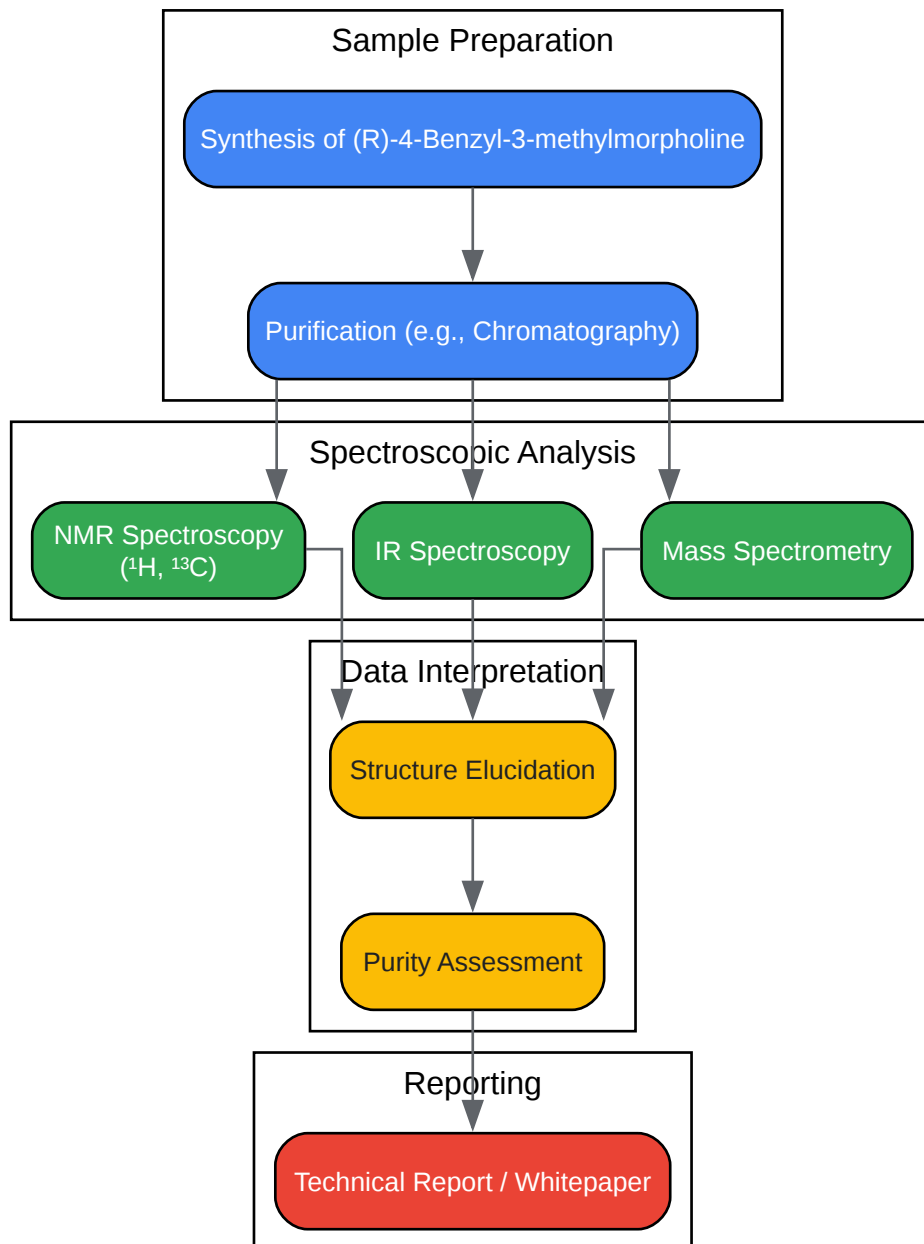 Sample Preparation
Synthesis of (R)-4-Benzyl-3-methylmorpholine
Purification (e.g., Chromatography)
Spectroscopic Analysis
NMR Spectroscopy
(¹H, ¹³C)
IR Spectroscopy
Mass Spectrometry
Data Interpretation
Structure Elucidation
Purity Assessment
Reporting
Technical Report / Whitepaper